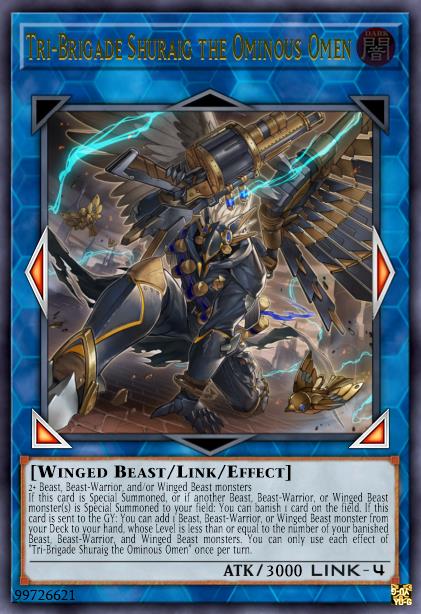 Tri-Brigade Shuraig the Ominous Omen
DARK
闇
[Winged Beast/Link/Effect]
2+ Beast, Beast-Warrior, and/or Winged Beast monsters
If this card is Special Summoned, or if another Beast, Beast-Warrior, or Winged Beast
monster(s) is Special Summoned to your field: You can banish 1 card on the field. If this
card is sent to the GY: You can add 1 Beast, Beast-Warrior, or Winged Beast monster from
your Deck to your hand, whose Level is less than or equal to the number of your banished
Beast, Beast-Warrior, and Winged Beast monsters. You can only use each effect of
"Tri-Brigade Shuraig the Ominous Omen" once per turn.
ATK/3000 LINK-4
99726621